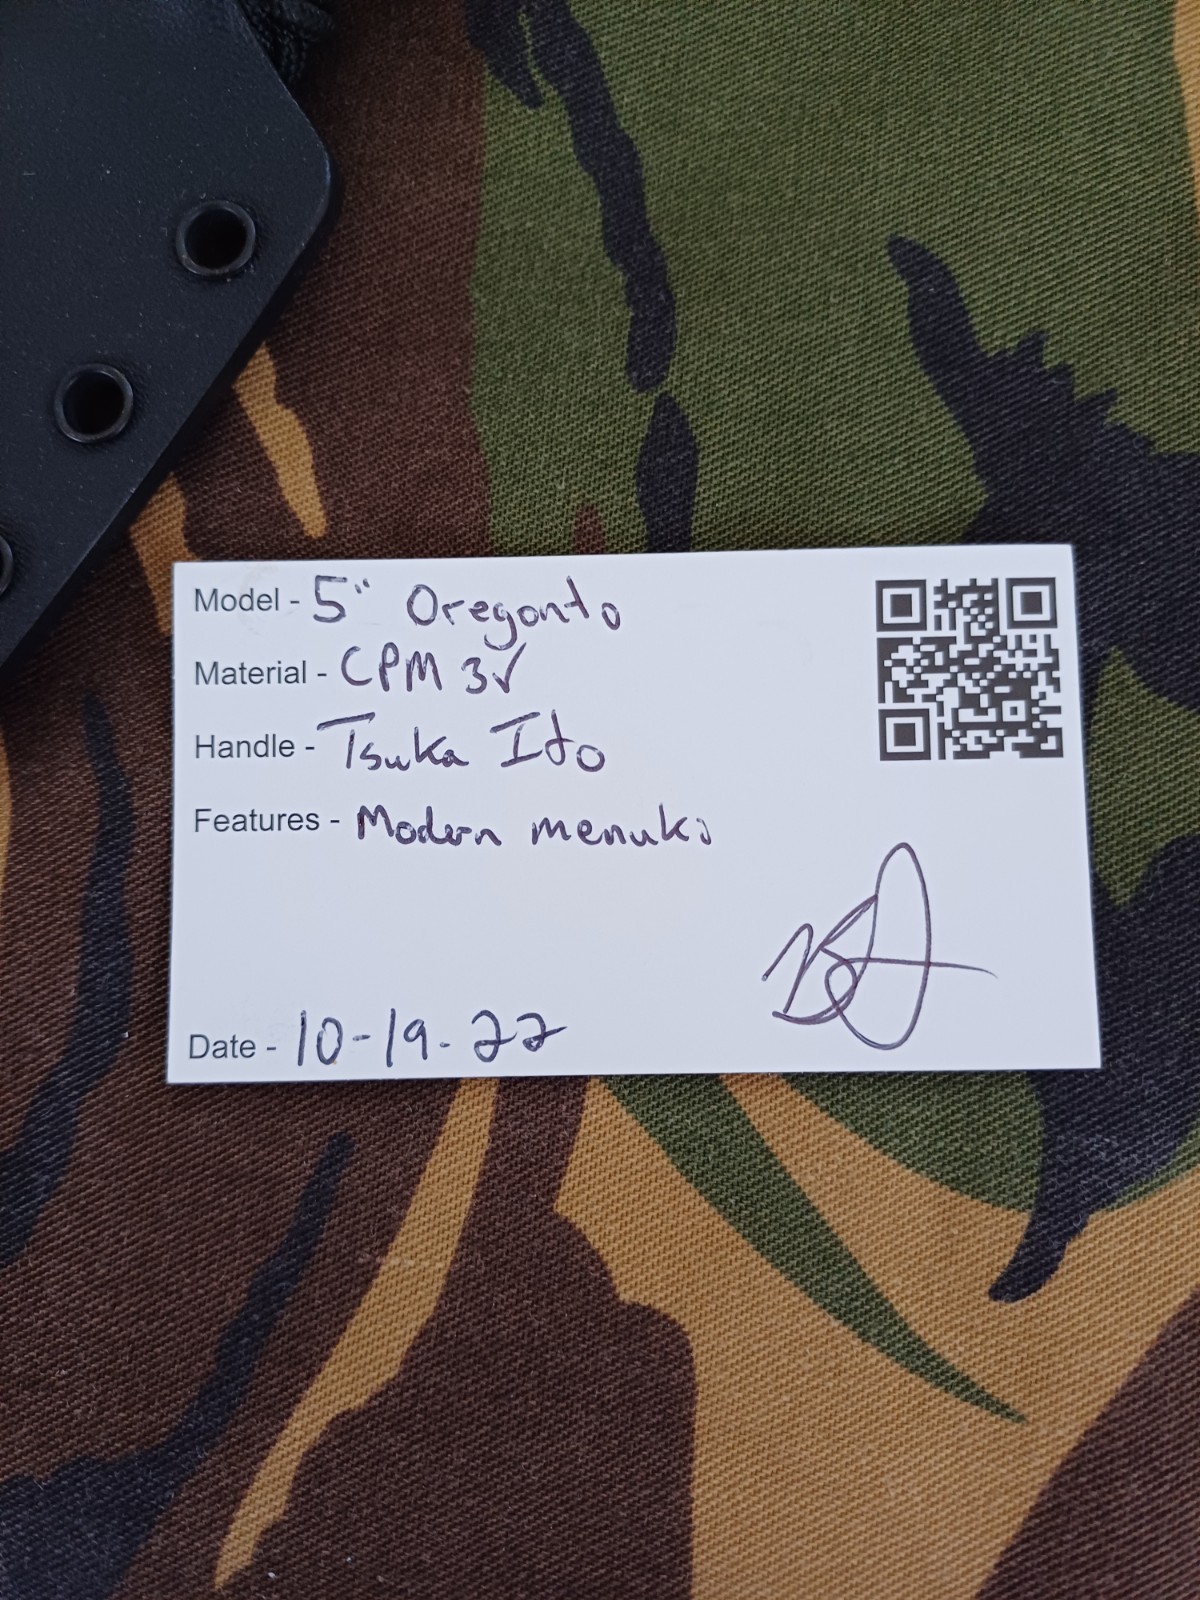 Model - 5" Oregonto
Material - CPM 3V
Handle - Tsuka Ito
Features - Modern menuki
Date - 10-19-22